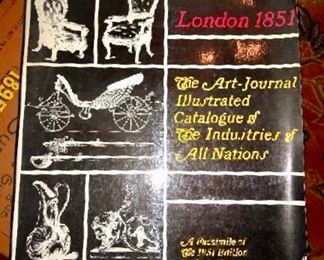 London 1851
The Art-Journal
Illustrated
Catalogue of
The Industries of
All Nations
A Facsimile of
The 1851 Edition